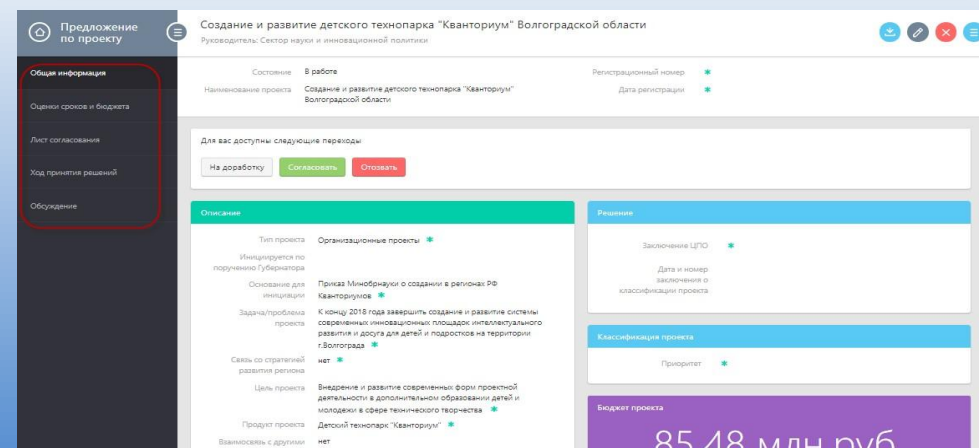 Предложение
по проекту
Создание и развитие детского технопарка "Кванториум" Волгоградской области
Руководитель: Сектор науки и инновационной политики
Общая информация
Оценки сроков и бюджета
Лист согласования
Ход принятия решений
Обсуждение
Состояние В работе
Наименование проекта Создание и развитие детского технопарка "Кванториум"
Волгоградской области
Регистрационный номер *
Дата регистрации *
Для вас доступны следующие переходы
На доработку Согласовать Отозвать
Описание
Тип проекта Организационные проекты *
Инициируется по
поручению Губернатора
Основание для Приказ Минобрнауки о создании в регионах РФ
инициации Кванториумов *
Задача/проблема К концу 2018 года завершить создание и развитие системы
проекта современных инновационных площадок интеллектуального
развития и досуга для детей и подростков на территории
г.Волгограда *
Связь со стратегией нет *
развития региона
Цель проекта Внедрение и развитие современных форм проектной
деятельности в дополнительном образовании детей и
молодежи в сфере технического творчества *
Продукт проекта Детский технопарк "Кванториум" *
Взаимосвязь с другими нет
Решение
Заключение ЦПО *
Дата и номер
заключения о
классификации проекта
Классификация проекта
Приоритет *
Бюджет проекта
85,48 млн руб